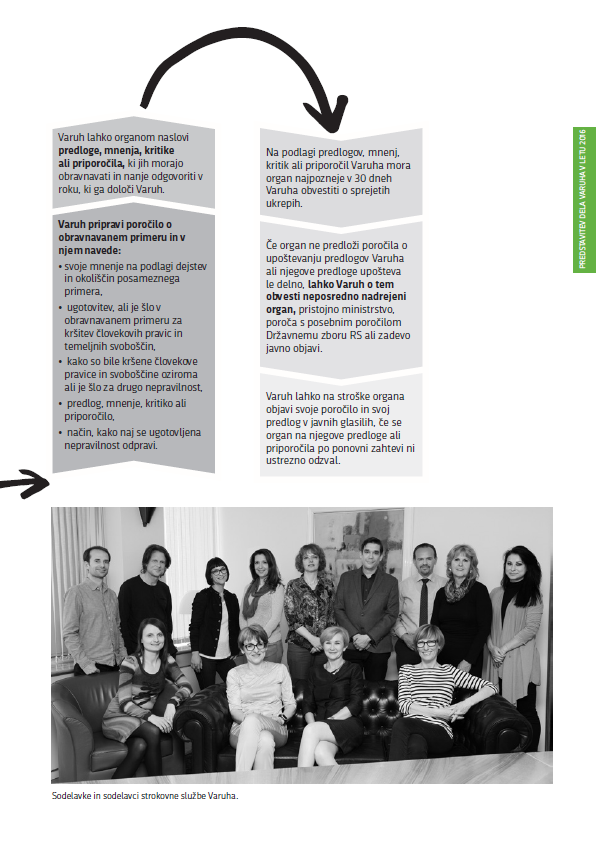 Varuh lahko organom naslovi
predloge, mnenja, kritike
ali priporočila, ki jih morajo
obravnavati in nanje odgovoriti v
roku, ki ga določi Varuh.
Varuh pripravi poročilo o
obravnavanem primeru in v
njem navede:
• svoje mnenje na podlagi dejstev
in okoliščin posameznega
primera,
• ugotovitev, ali je šlo v
obravnavanem primeru za
kršitev človekovih pravic in
temeljnih svoboščin,
• kako so bile kršene človekove
pravice in svoboščine oziroma
ali je šlo za drugo nepravilnost,
• predlog, mnenje, kritiko ali
priporočilo,
• način, kako naj se ugotovljena
nepravilnost odpravi.
Na podlagi predlogov, mnenj,
kritik ali priporočil Varuha mora
organ najpozneje v 30 dneh
Varuha obvestiti o sprejetih
ukrepih.
Če organ ne predloži poročila o
upoštevanju predlogov Varuha
ali njegove predloge upošteva
le delno, lahko Varuh o tem
obvesti neposredno nadrejeni
organ, pristojno ministrstvo,
poroča s posebnim poročilom
Državnemu zboru RS ali zadevo
javno objavi.
Varuh lahko na stroške organa
objavi svoje poročilo in svoj
predlog v javnih glasilih, če se
organ na njegove predloge ali
priporočila po ponovni zahtevi ni
ustrezno odzval.
PREDSTAVITEV DELA VARUHA V LETU 2016
Sodelavke in sodelavci strokovne službe Varuha.